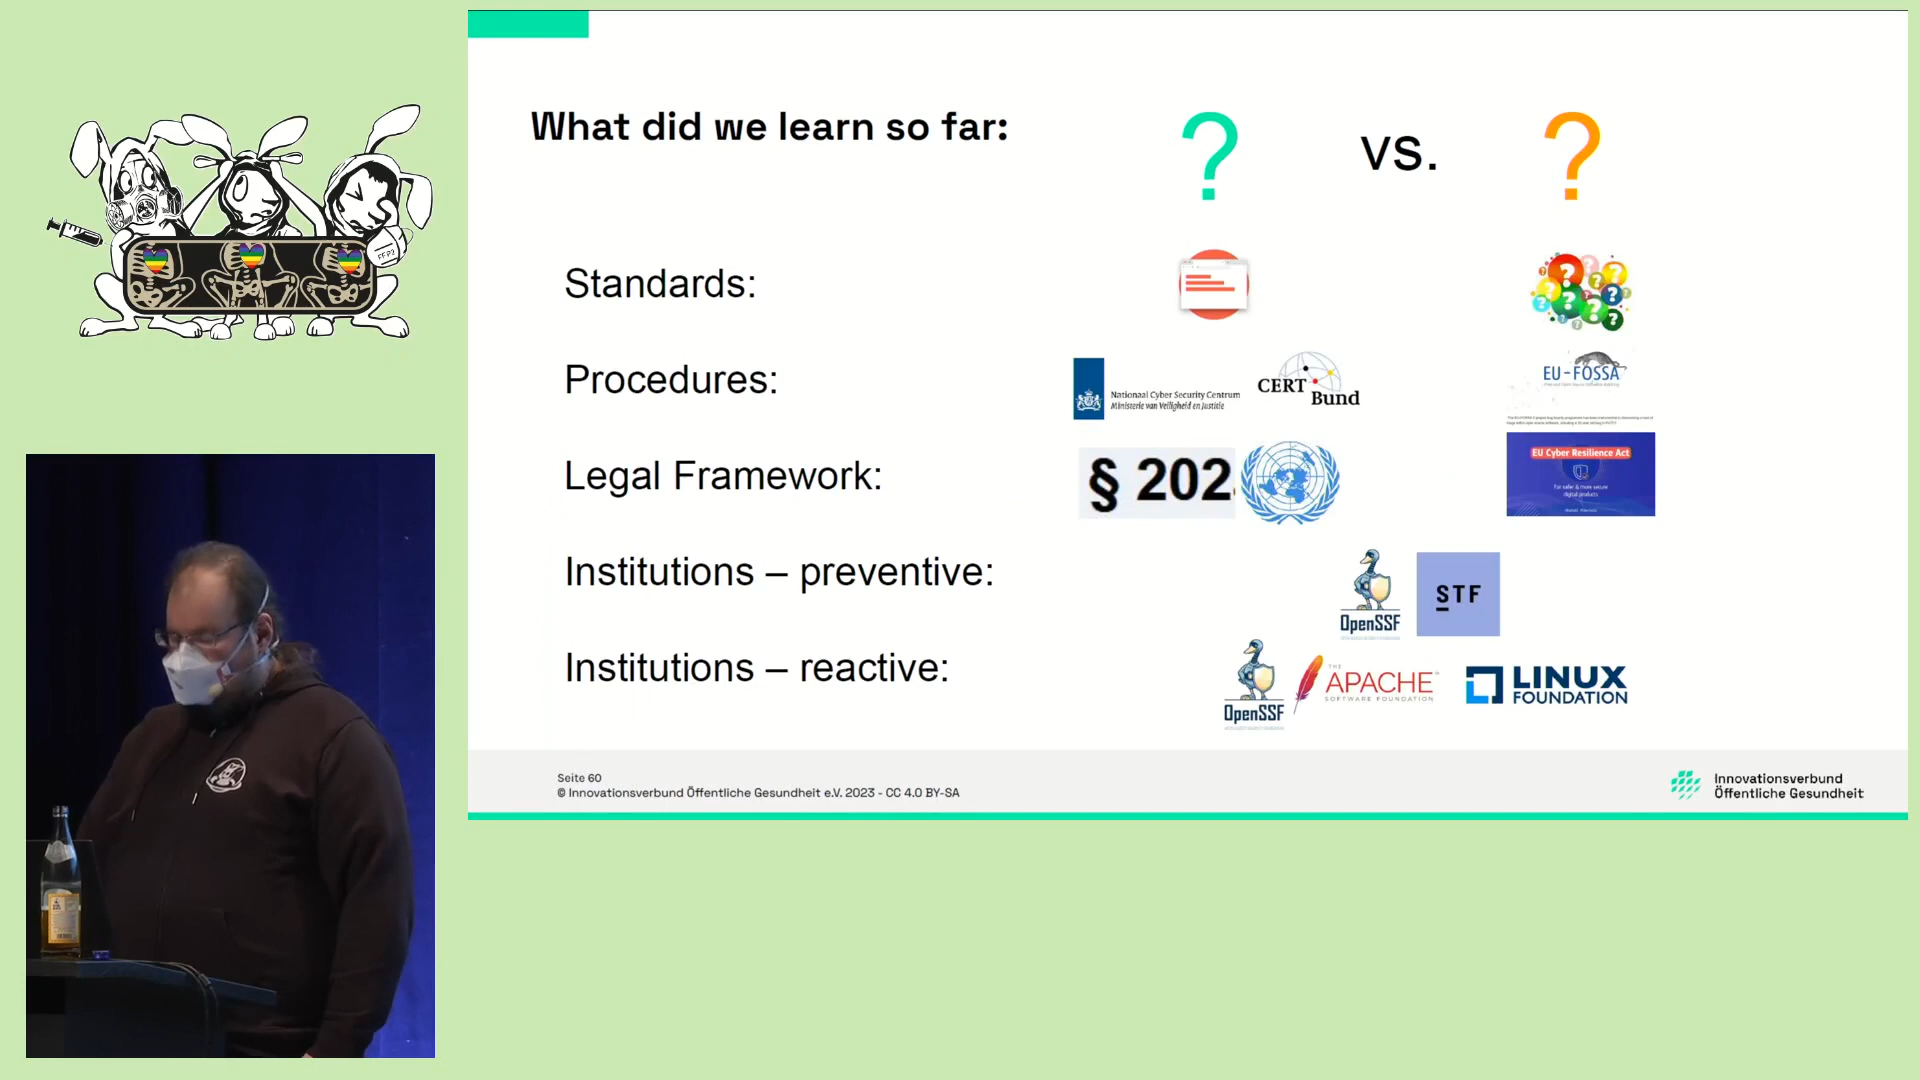 What did we learn so far:
? vs. ?
Standards:
Procedures:
Nationaal Cyber Security Centrum
Ministerie van Veiligheid en Justitie
CERT
Bund
EU-FOSSA
Legal Framework:
§ 202
EU Cyber Resilience Act
For safer & more secure
digital products
Institutions – preventive:
OpenSSF
STF
Institutions – reactive:
OpenSSF
THE
APACHE
SOFTWARE FOUNDATION
LINUX
FOUNDATION
Seite 60
© Innovationsverbund Öffentliche Gesundheit e.V. 2023 - CC 4.0 BY-SA
Innovationsverbund
Öffentliche Gesundheit
FFP2